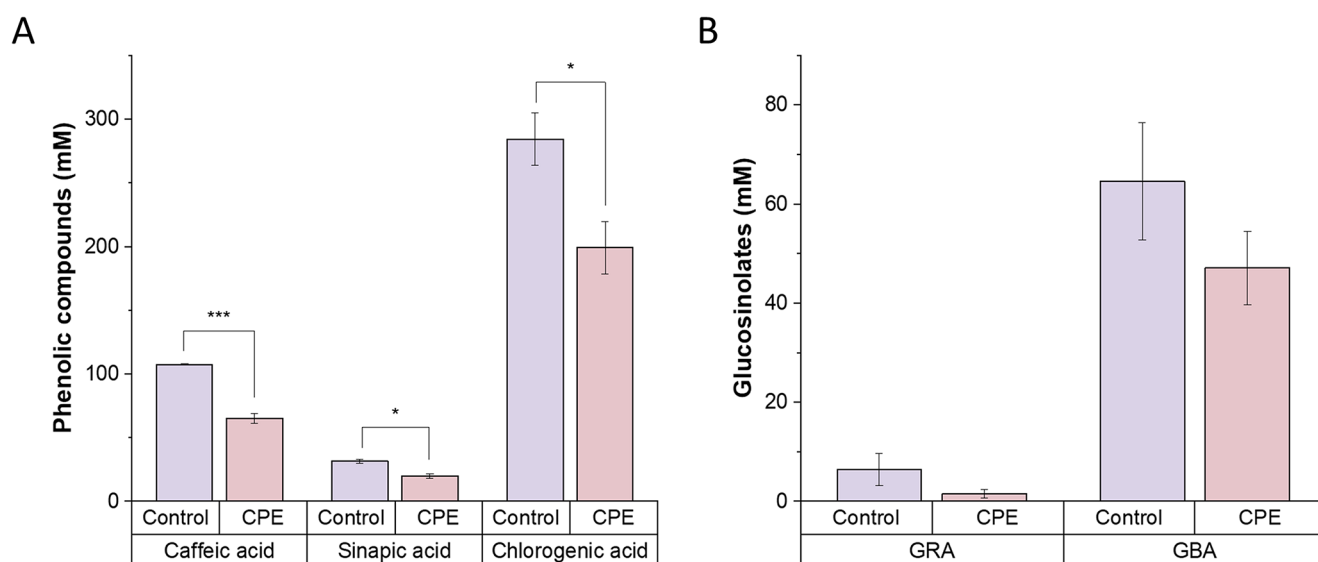 A
Phenolic compounds (mM)
300
200
100
0
***
*
*
Control CPE Control CPE Control CPE
Caffeic acid Sinapic acid Chlorogenic acid
B
Glucosinolates (mM)
80
60
40
20
0
Control CPE Control CPE
GRA GBA